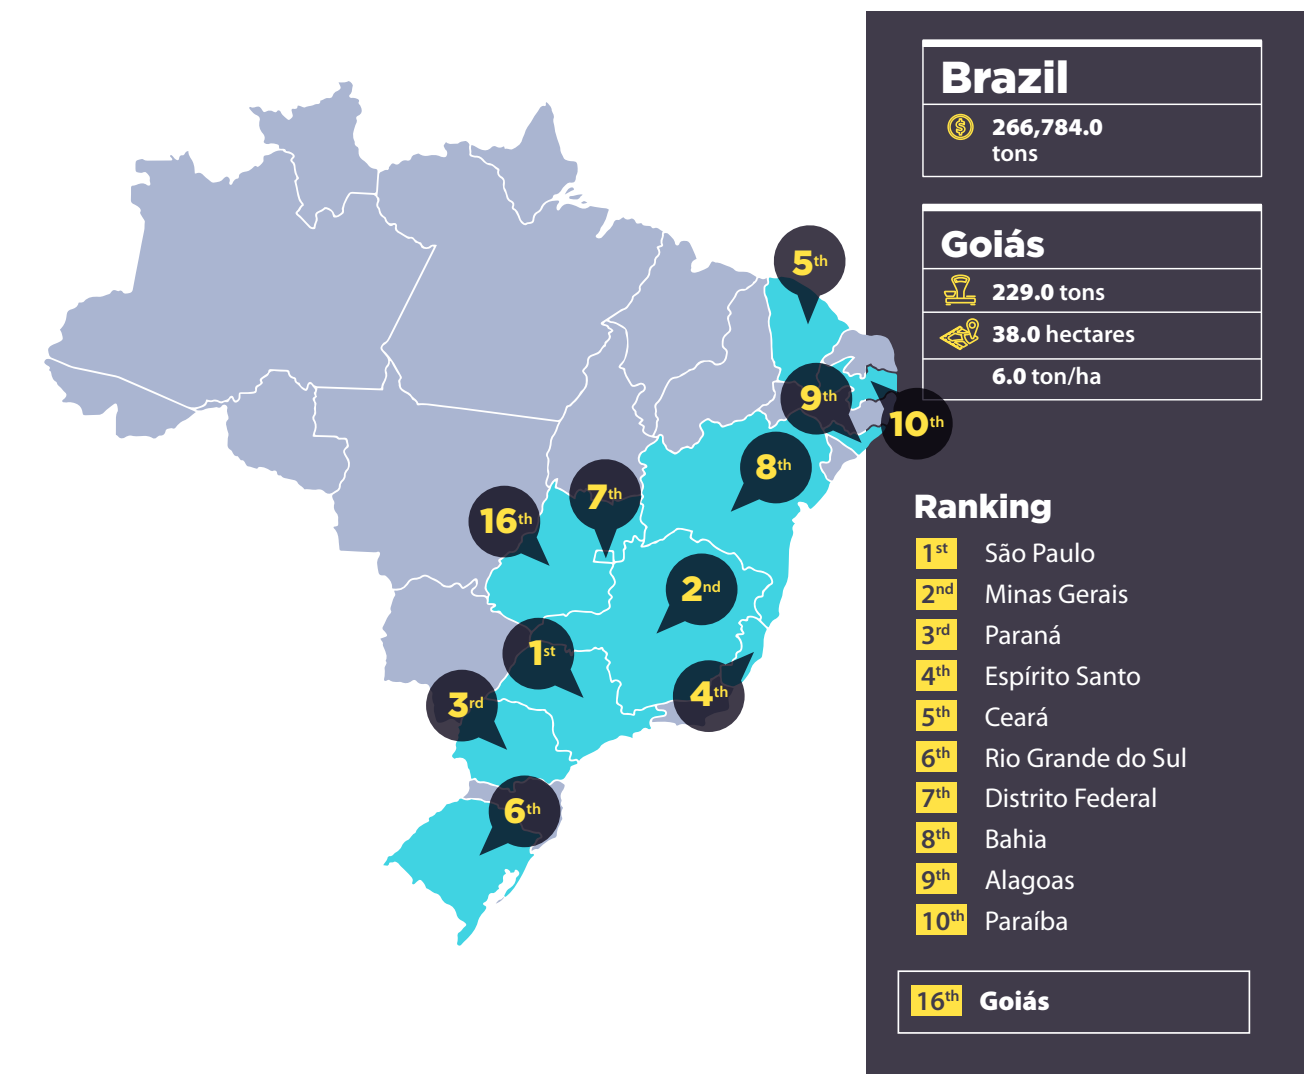 5th
9th
10th
8th
7th
16th
2nd
1st
4th
3rd
6th
Brazil
266,784.0
tons
Goiás
229.0 tons
38.0 hectares
6.0 ton/ha
Ranking
1st São Paulo
2nd Minas Gerais
3rd Paraná
4th Espírito Santo
5th Ceará
6th Rio Grande do Sul
7th Distrito Federal
8th Bahia
9th Alagoas
10th Paraíba
16th Goiás